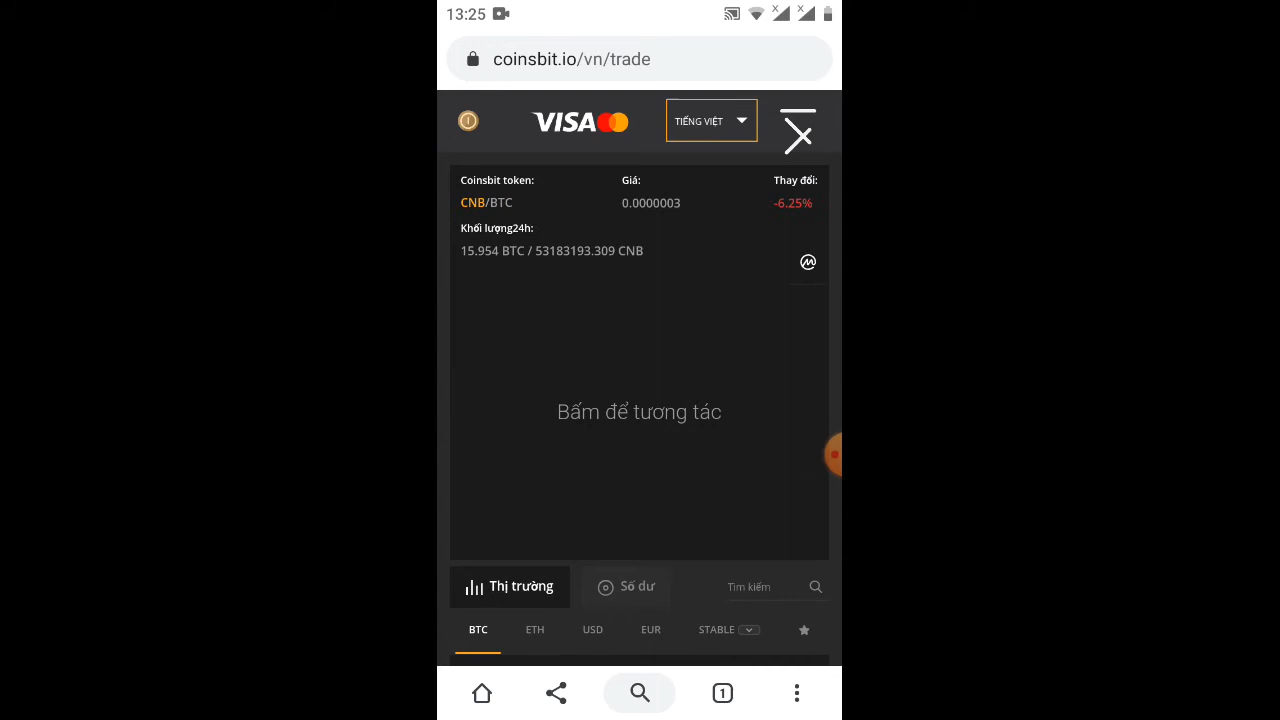 13:25
coinsbit.io/vn/trade
VISA
TIẾNG VIỆT
Coinsbit token:
Giá:
Thay đổi:
CNB/BTC
0.0000003
-6.25%
Khối lượng24h:
15.954 BTC / 53183193.309 CNB
Bấm để tương tác
Thị trường
Số dư
Tìm kiếm
BTC
ETH
USD
EUR
STABLE
1